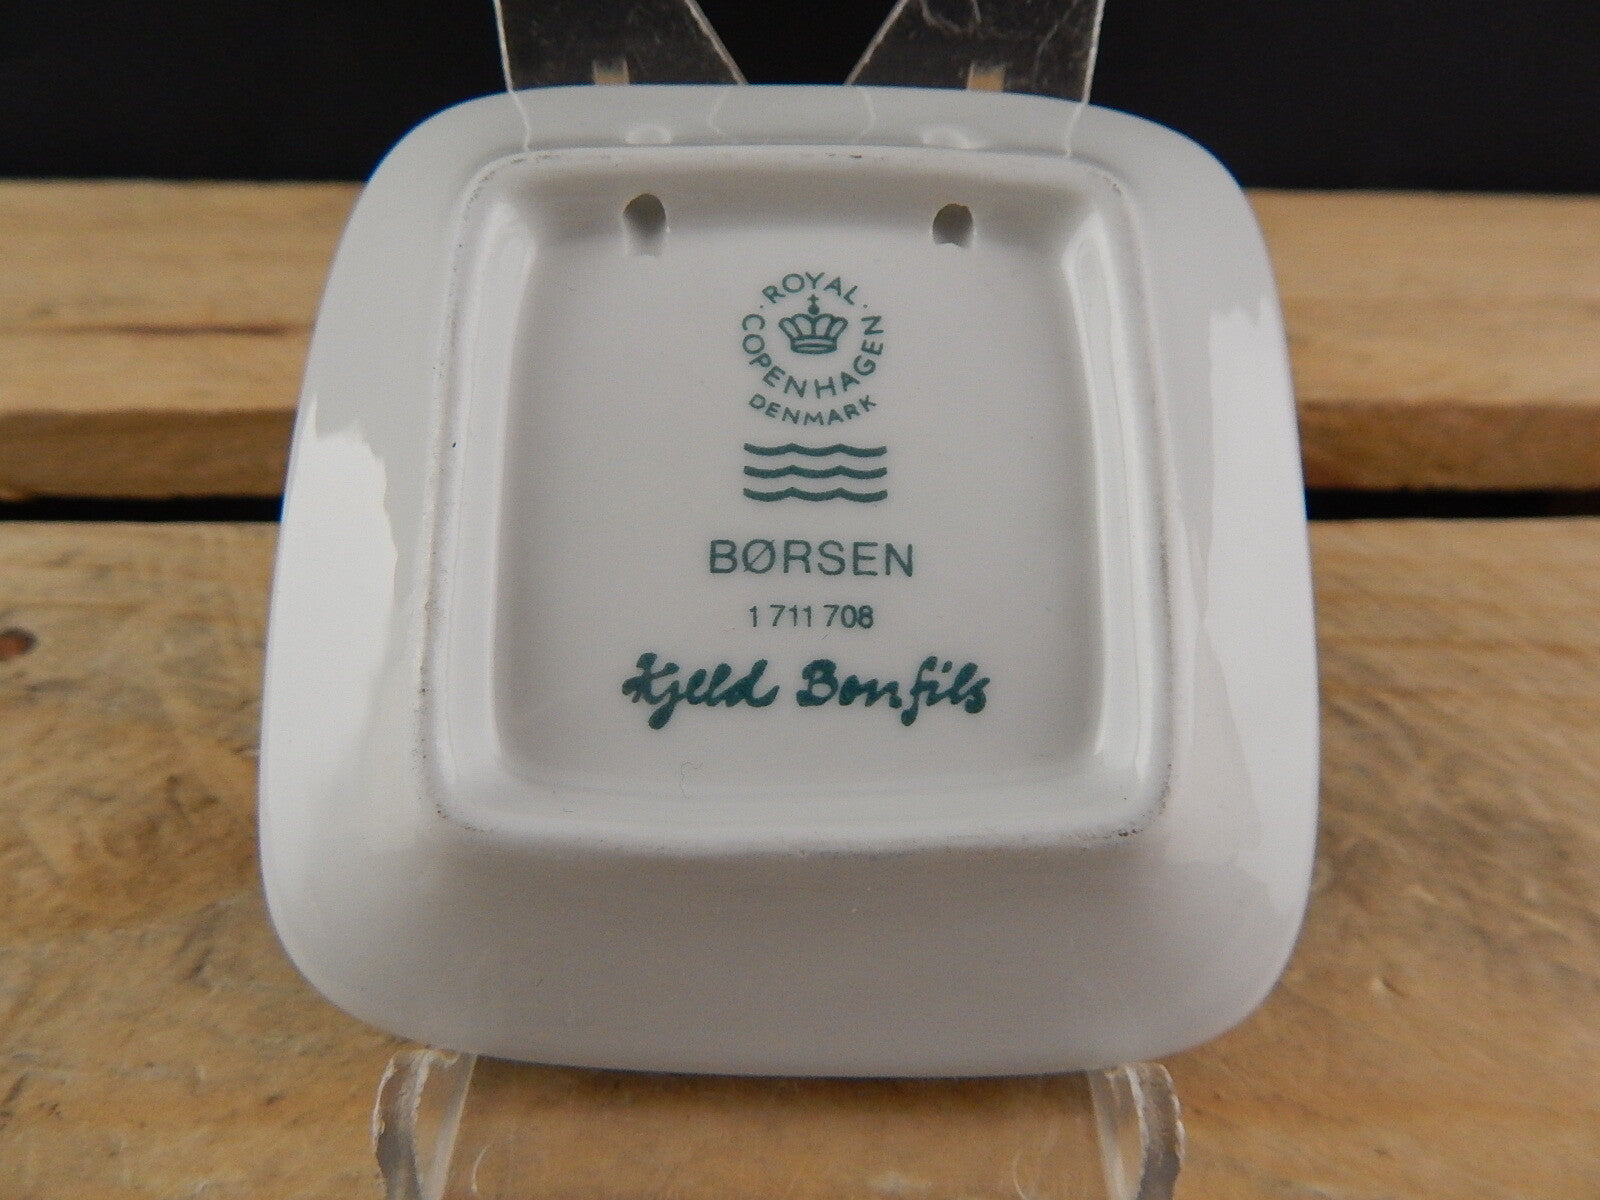 ROYAL
COPENHAGEN
DENMARK
BØRSEN
1 711 708
Kjeld Bonfils